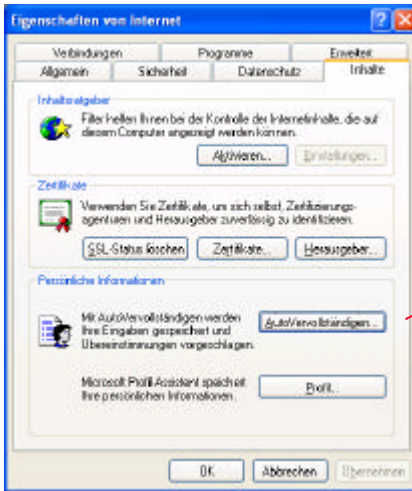 Eigenschaften von Internet
Verbindungen Programme Erweitert
Allgemein Sicherheit Datenschutz Inhalte
Inhaltsratgeber
Filter helfen Ihnen bei der Kontrolle der Internetinhalte, die auf
diesem Computer angezeigt werden können.
Aktivieren... Einstellungen...
Zertifikate
Verwenden Sie Zertifikate, um sich selbst, Zertifizierungs-
agenturen und Herausgeber zuverlässig zu identifizieren.
SSL-Status löschen Zertifikate... Herausgeber...
Persönliche Informationen
Mit AutoVervollständigen werden
Ihre Eingaben gespeichert und
Übereinstimmungen vorgeschlagen.
AutoVervollständigen...
Microsoft Profil-Assistent speichert
Ihre persönlichen Informationen.
Profil...
OK Abbrechen Übernehmen